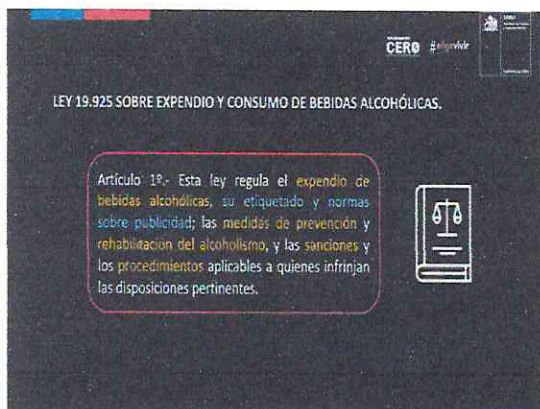 CERO #elijovivir
LEY 19.925 SOBRE EXPENDIO Y CONSUMO DE BEBIDAS ALCOHÓLICAS.
Artículo 1º.- Esta ley regula el expendio de
bebidas alcohólicas, su etiquetado y normas
sobre publicidad; las medidas de prevención y
rehabilitación del alcoholismo, y las sanciones y
los procedimientos aplicables a quienes infrinjan
las disposiciones pertinentes.